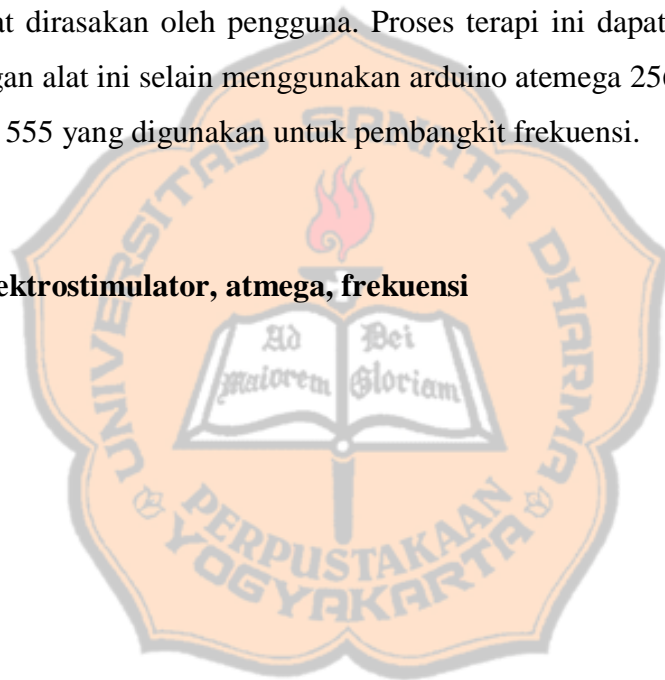 at dirasakan oleh pengguna. Proses terapi ini dapat
gan alat ini selain menggunakan arduino atemega 256
555 yang digunakan untuk pembangkit frekuensi.
ektrostimulator, atmega, frekuensi
UNIVERSITAS SANATA DHARMA
Ad Dei
Maiorem Gloriam
PERPUSTAKAAN
YOGYAKARTA